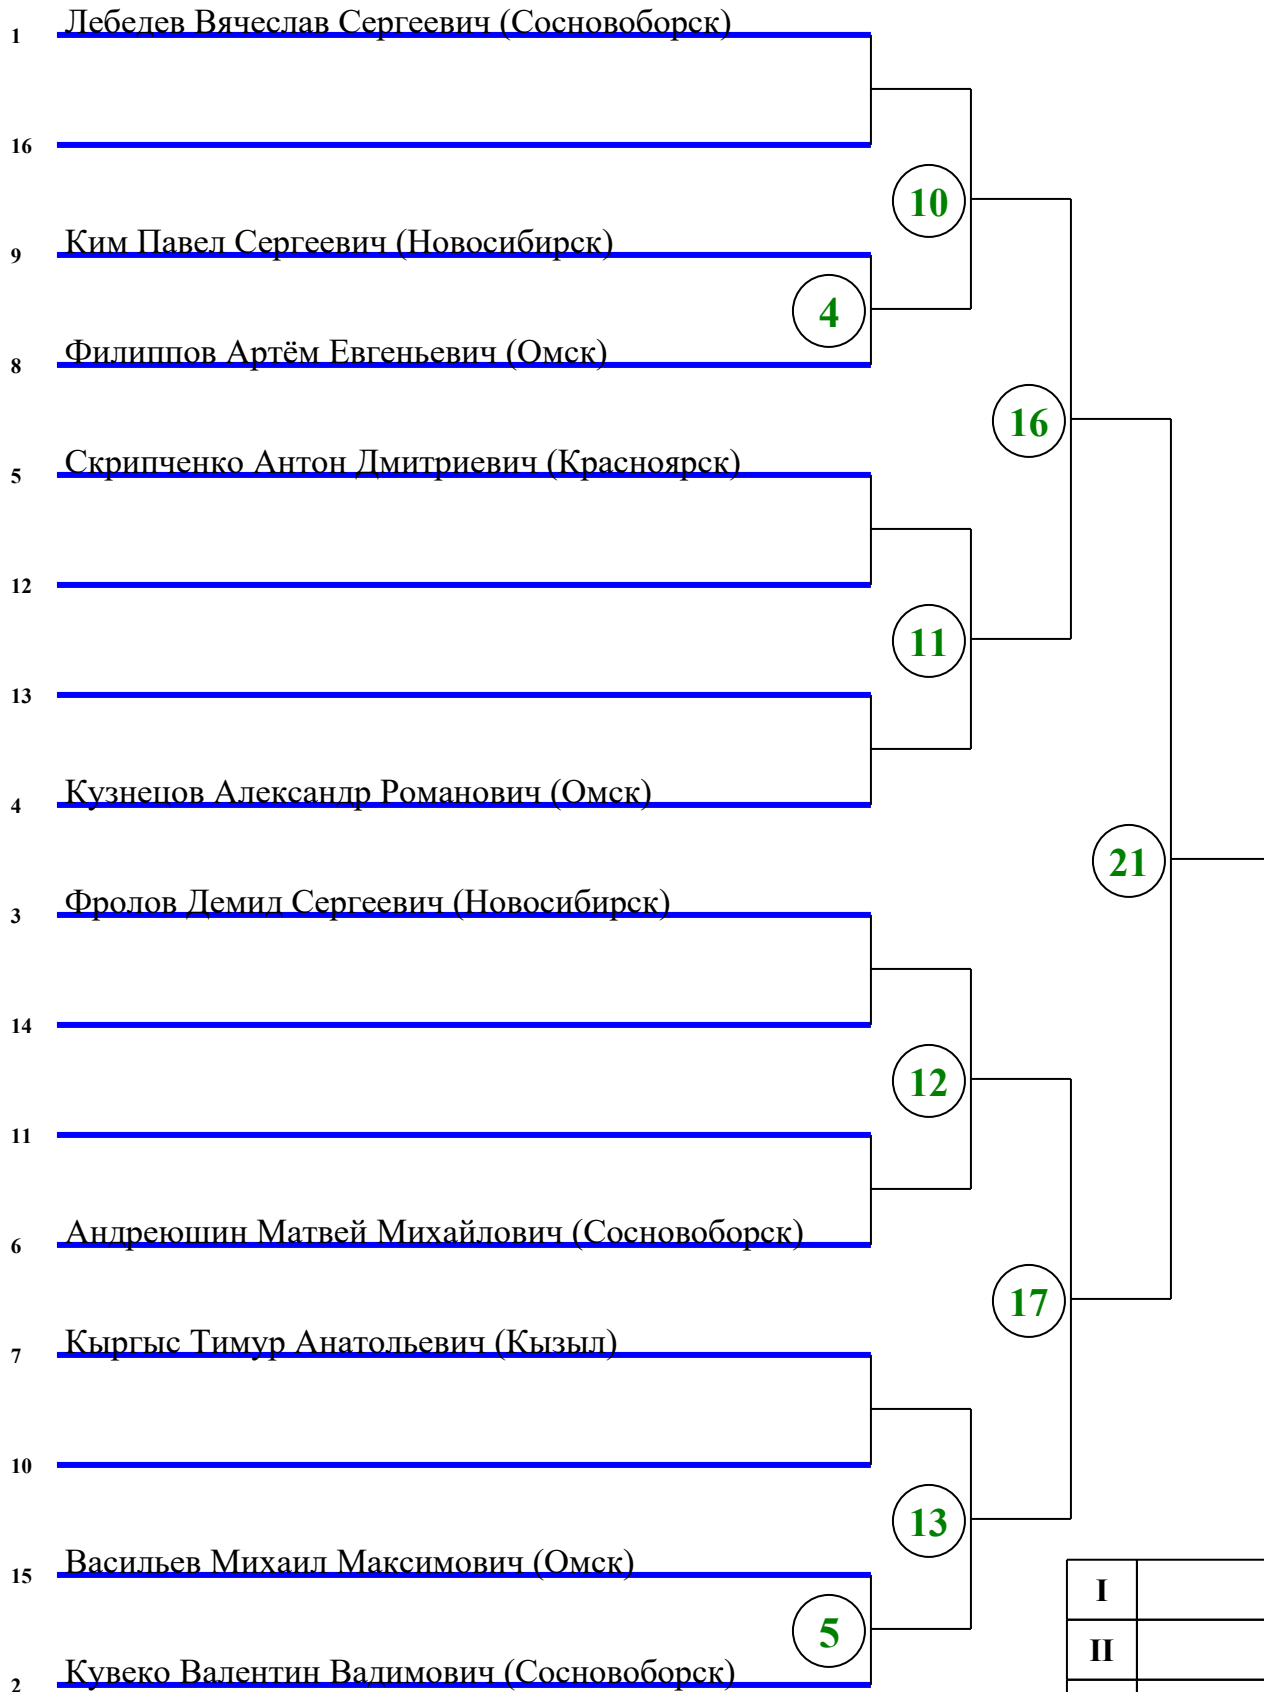 1 Лебедев Вячеслав Сергеевич (Сосновоборск)
16
10
9 Ким Павел Сергеевич (Новосибирск)
4
8 Филиппов Артём Евгеньевич (Омск)
16
5 Скрипченко Антон Дмитриевич (Красноярск)
12
11
13
4 Кузнецов Александр Романович (Омск)
21
3 Фролов Демид Сергеевич (Новосибирск)
14
12
11
6 Андреюшин Матвей Михайлович (Сосновоборск)
17
7 Кыргыс Тимур Анатольевич (Кызыл)
10
13
15 Васильев Михаил Максимович (Омск)
I
5
II
2 Кувеко Валентин Вадимович (Сосновоборск)